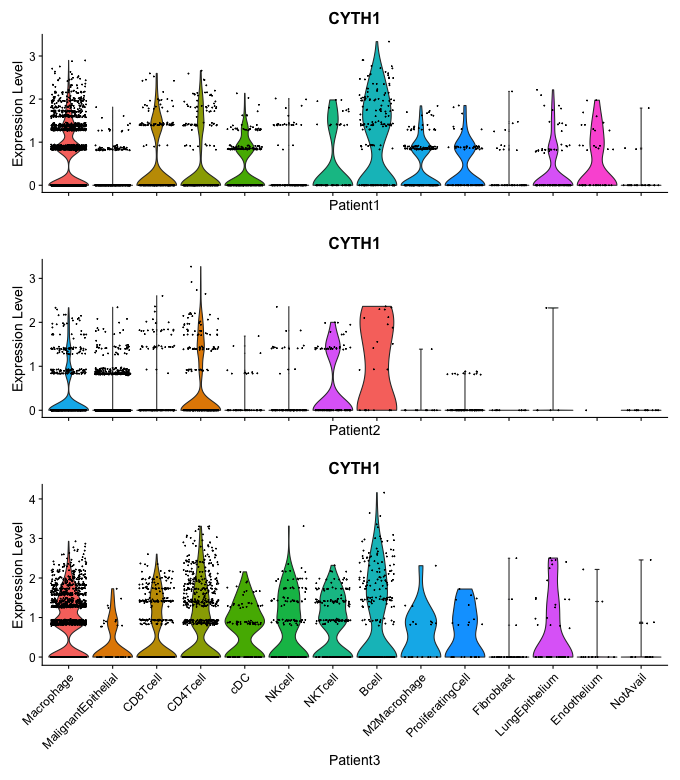 CYTH1
Expression Level
3
2
1
0
Patient1
CYTH1
Expression Level
3
2
1
0
Patient2
CYTH1
Expression Level
4
3
2
1
0
Macrophage
MalignantEpithelial
CD8Tcell
CD4Tcell
cDC
NKcell
NKTcell
Bcell
M2Macrophage
ProliferatingCell
Fibroblast
LungEpithelium
Endothelium
NotAvail
Patient3